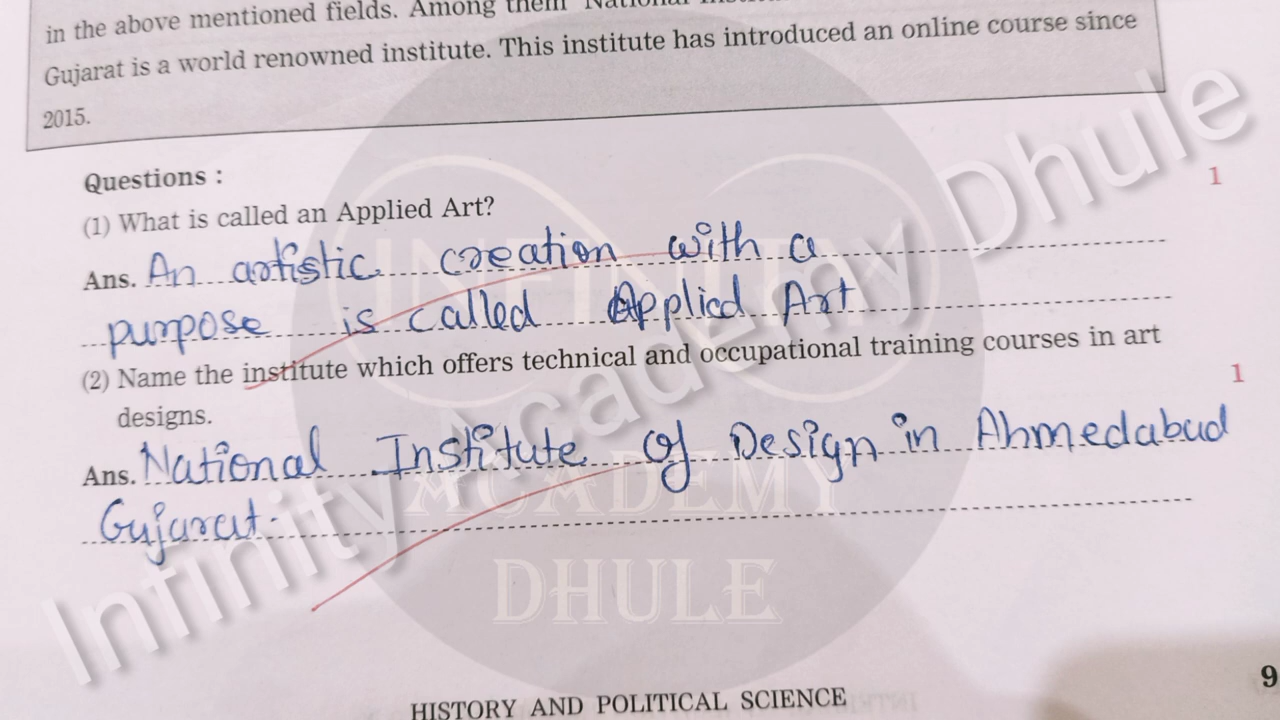 in the above mentioned fields. Among them National
Gujarat is a world renowned institute. This institute has introduced an online course since
2015.
Questions :
(1) What is called an Applied Art?
1
Ans. An artistic creation with a
purpose is called Applied Art
(2) Name the institute which offers technical and occupational training courses in art
designs.
1
Ans. National Institute of Design in Ahmedabad
Gujarat.
INFINITY
ACADEMY
DHULE
Infinity Academy Dhule
HISTORY AND POLITICAL SCIENCE
9